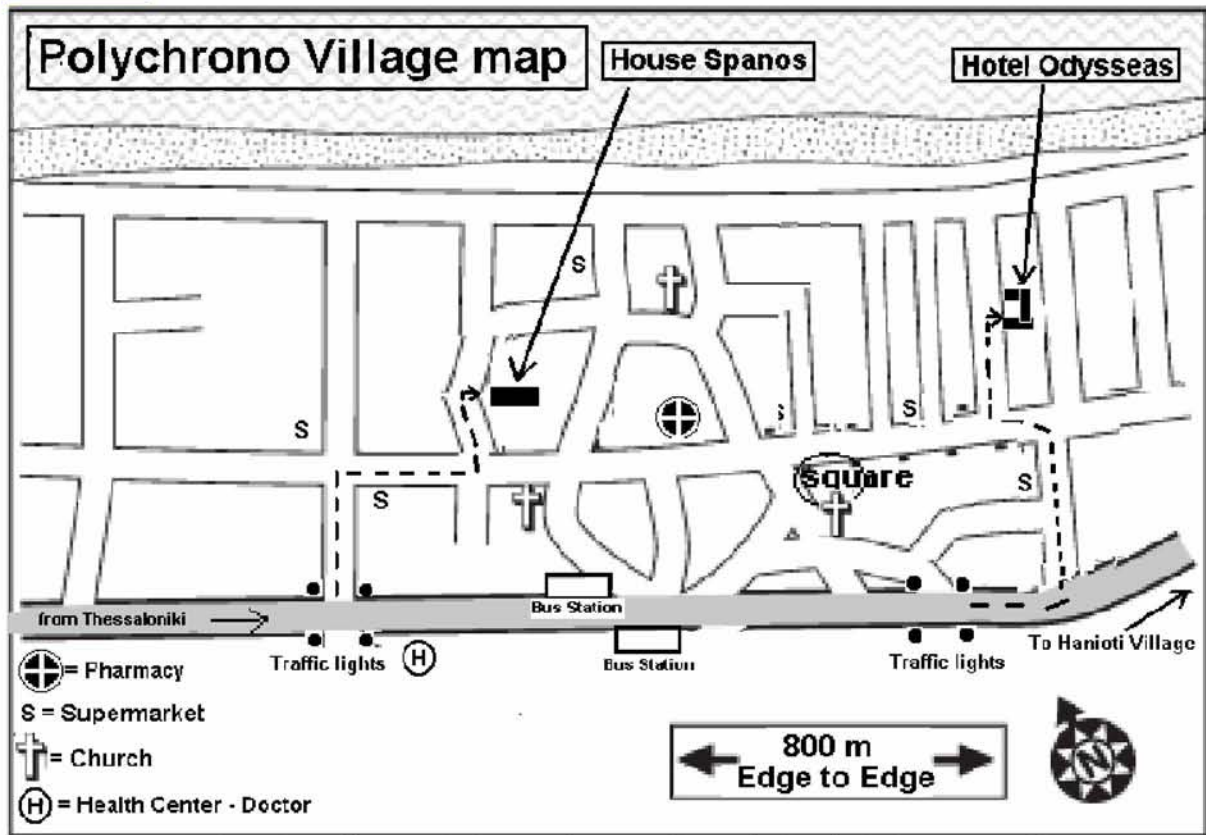 Polychrono Village map
House Spanos
Hotel Odysseas
S
S
S
S
S
square
S
Bus Station
from Thessaloniki
Traffic lights
H
Bus Station
Traffic lights
To Hanioti Village
= Pharmacy
S = Supermarket
= Church
H = Health Center - Doctor
800 m
Edge to Edge
N